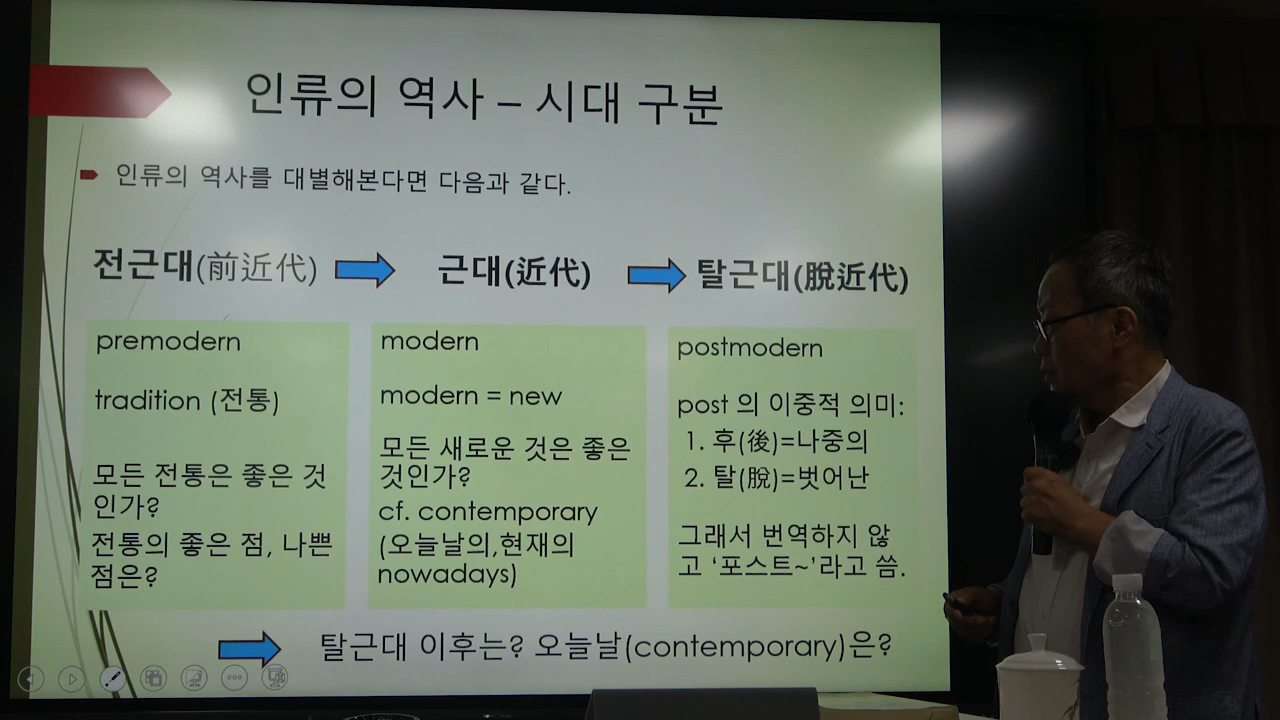 인류의 역사 – 시대 구분
인류의 역사를 대별해본다면 다음과 같다.
전근대(前近代)
근대(近代)
탈근대(脫近代)
premodern
tradition (전통)
모든 전통은 좋은 것
인가?
전통의 좋은 점, 나쁜
점은?
modern
modern = new
모든 새로운 것은 좋은
것인가?
cf. contemporary
(오늘날의,현재의
nowadays)
postmodern
post 의 이중적 의미:
1. 후(後)=나중의
2. 탈(脫)=벗어난
그래서 번역하지 않
고 ‘포스트~’라고 씀.
탈근대 이후는? 오늘날(contemporary)은?